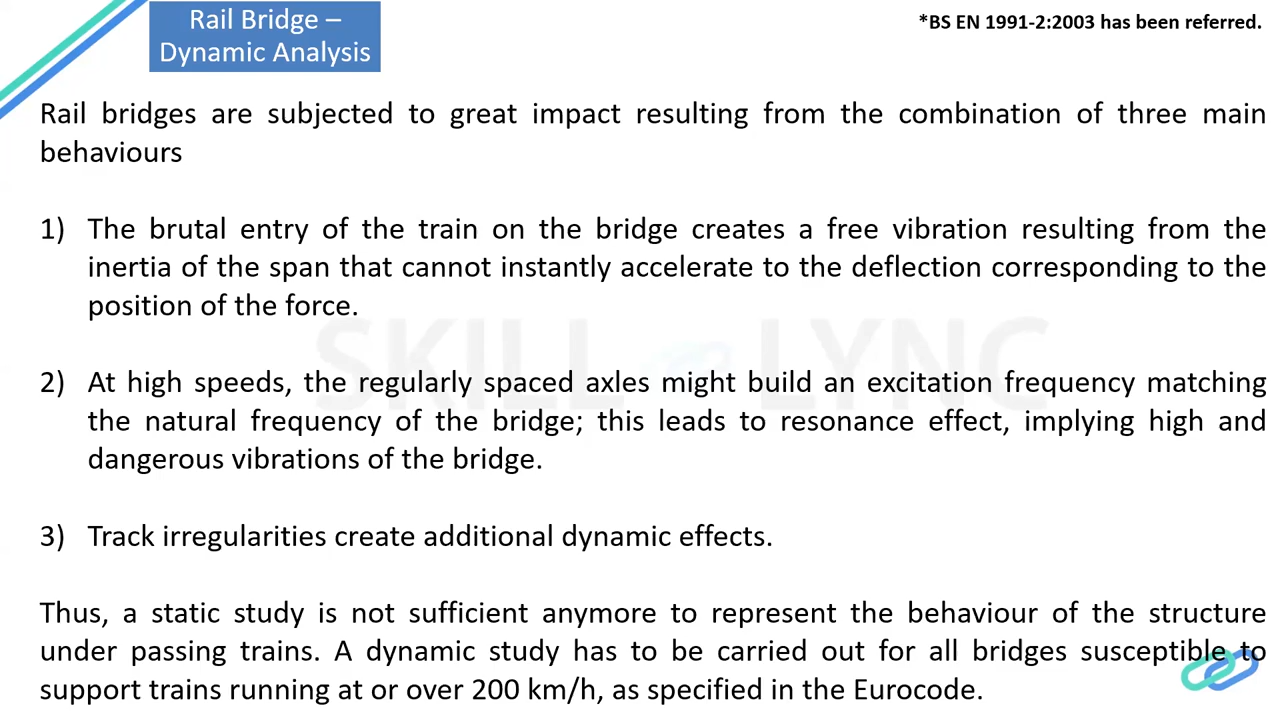 Rail Bridge –
Dynamic Analysis
*BS EN 1991-2:2003 has been referred.
Rail bridges are subjected to great impact resulting from the combination of three main
behaviours
1) The brutal entry of the train on the bridge creates a free vibration resulting from the
inertia of the span that cannot instantly accelerate to the deflection corresponding to the
position of the force.
SKILL LYNC
2) At high speeds, the regularly spaced axles might build an excitation frequency matching
the natural frequency of the bridge; this leads to resonance effect, implying high and
dangerous vibrations of the bridge.
3) Track irregularities create additional dynamic effects.
Thus, a static study is not sufficient anymore to represent the behaviour of the structure
under passing trains. A dynamic study has to be carried out for all bridges susceptible to
support trains running at or over 200 km/h, as specified in the Eurocode.